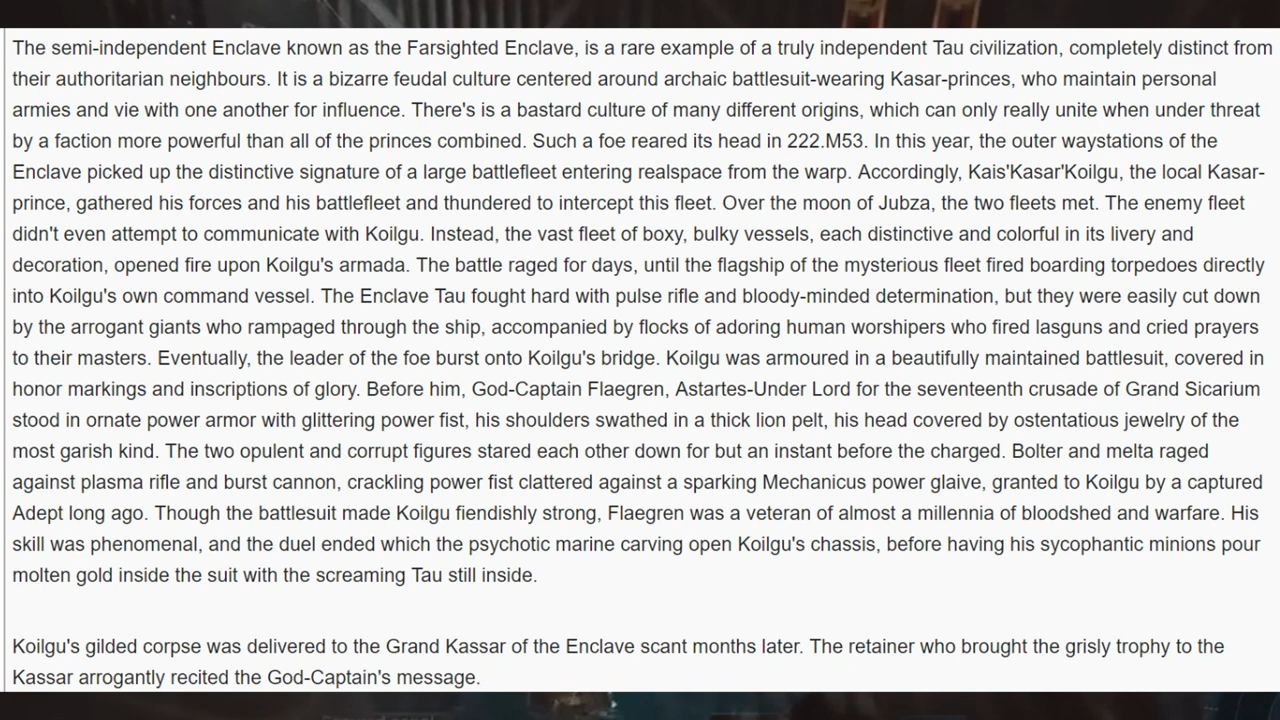 The semi-independent Enclave known as the Farsighted Enclave, is a rare example of a truly independent Tau civilization, completely distinct from
their authoritarian neighbours. It is a bizarre feudal culture centered around archaic battlesuit-wearing Kasar-princes, who maintain personal
armies and vie with one another for influence. There's is a bastard culture of many different origins, which can only really unite when under threat
by a faction more powerful than all of the princes combined. Such a foe reared its head in 222.M53. In this year, the outer waystations of the
Enclave picked up the distinctive signature of a large battlefleet entering realspace from the warp. Accordingly, Kais'Kasar'Koilgu, the local Kasar-
prince, gathered his forces and his battlefleet and thundered to intercept this fleet. Over the moon of Jubza, the two fleets met. The enemy fleet
didn't even attempt to communicate with Koilgu. Instead, the vast fleet of boxy, bulky vessels, each distinctive and colorful in its livery and
decoration, opened fire upon Koilgu's armada. The battle raged for days, until the flagship of the mysterious fleet fired boarding torpedoes directly
into Koilgu's own command vessel. The Enclave Tau fought hard with pulse rifle and bloody-minded determination, but they were easily cut down
by the arrogant giants who rampaged through the ship, accompanied by flocks of adoring human worshipers who fired lasguns and cried prayers
to their masters. Eventually, the leader of the foe burst onto Koilgu's bridge. Koilgu was armoured in a beautifully maintained battlesuit, covered in
honor markings and inscriptions of glory. Before him, God-Captain Flaegren, Astartes-Under Lord for the seventeenth crusade of Grand Sicarium
stood in ornate power armor with glittering power fist, his shoulders swathed in a thick lion pelt, his head covered by ostentatious jewelry of the
most garish kind. The two opulent and corrupt figures stared each other down for but an instant before the charged. Bolter and melta raged
against plasma rifle and burst cannon, crackling power fist clattered against a sparking Mechanicus power glaive, granted to Koilgu by a captured
Adept long ago. Though the battlesuit made Koilgu fiendishly strong, Flaegren was a veteran of almost a millennia of bloodshed and warfare. His
skill was phenomenal, and the duel ended which the psychotic marine carving open Koilgu's chassis, before having his sycophantic minions pour
molten gold inside the suit with the screaming Tau still inside.
Koilgu's gilded corpse was delivered to the Grand Kassar of the Enclave scant months later. The retainer who brought the grisly trophy to the
Kassar arrogantly recited the God-Captain's message.